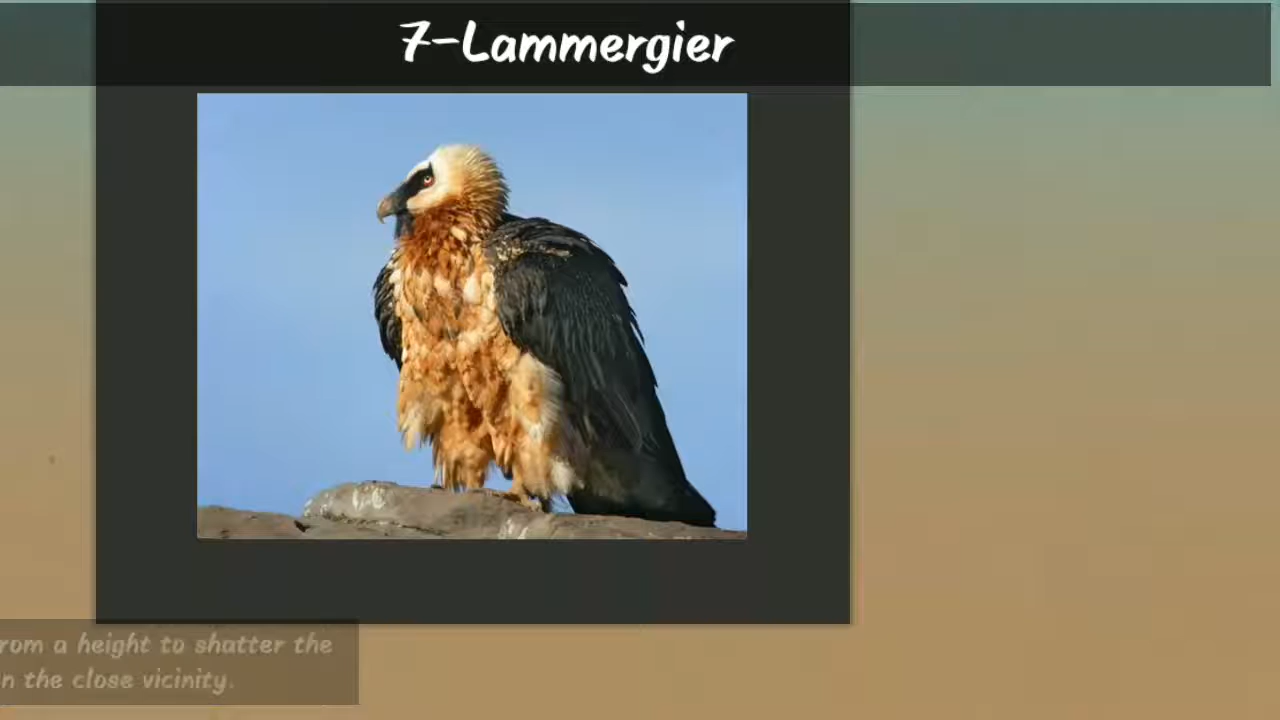 7-Lammergier
rom a height to shatter the
n the close vicinity.